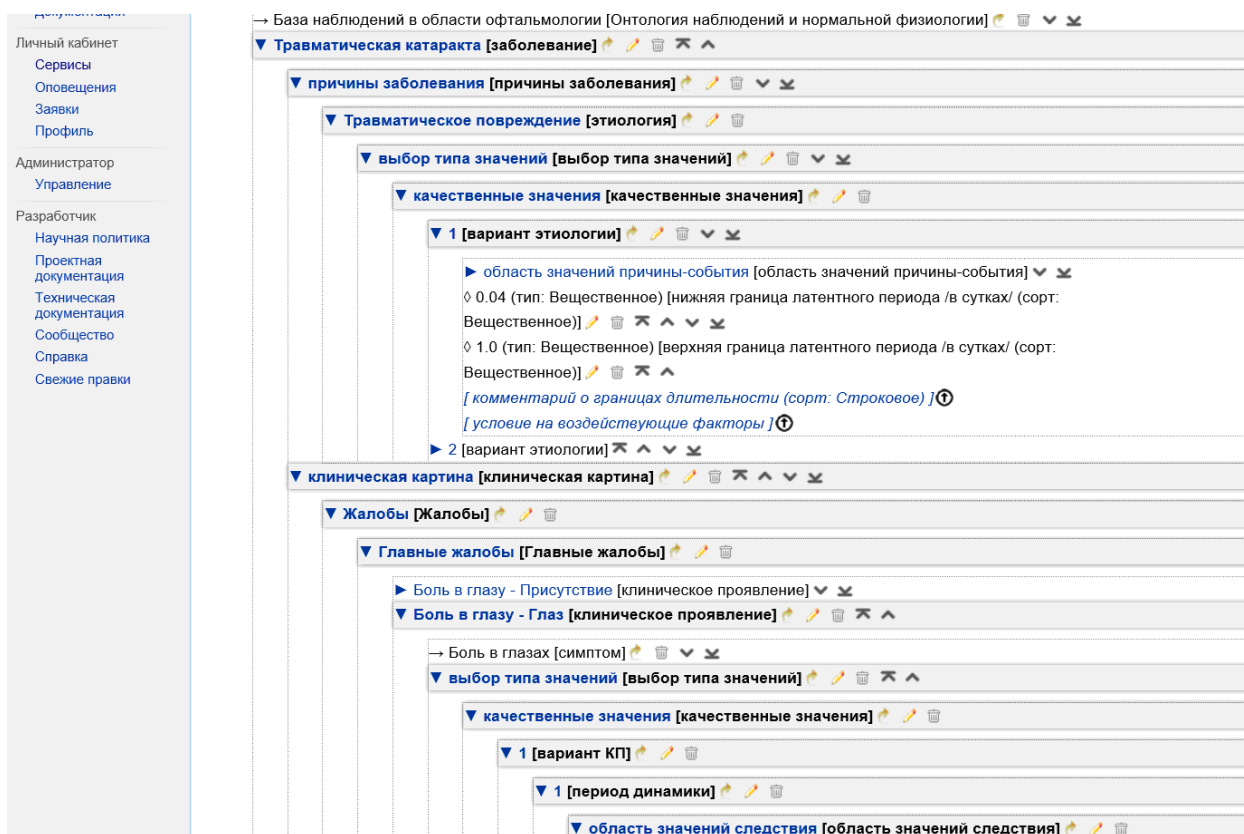 документация
Личный кабинет
Сервисы
Оповещения
Заявки
Профиль
Администратор
Управление
Разработчик
Научная политика
Проектная
документация
Техническая
документация
Сообщество
Справка
Свежие правки
→ База наблюдений в области офтальмологии [Онтология наблюдений и нормальной физиологии]
▼ Травматическая катаракта [заболевание]
▼ причины заболевания [причины заболевания]
▼ Травматическое повреждение [этиология]
▼ выбор типа значений [выбор типа значений]
▼ качественные значения [качественные значения]
▼ 1 [вариант этиологии]
► область значений причины-события [область значений причины-события]
◊ 0.04 (тип: Вещественное) [нижняя граница латентного периода /в сутках/ (сорт:
Вещественное)]
◊ 1.0 (тип: Вещественное) [верхняя граница латентного периода /в сутках/ (сорт:
Вещественное)]
[ комментарий о границах длительности (сорт: Строковое) ]
[ условие на воздействующие факторы ]
► 2 [вариант этиологии]
▼ клиническая картина [клиническая картина]
▼ Жалобы [Жалобы]
▼ Главные жалобы [Главные жалобы]
► Боль в глазу - Присутствие [клиническое проявление]
▼ Боль в глазу - Глаз [клиническое проявление]
→ Боль в глазах [симптом]
▼ выбор типа значений [выбор типа значений]
▼ качественные значения [качественные значения]
▼ 1 [вариант КП]
▼ 1 [период динамики]
▼ область значений следствия [область значений следствия]